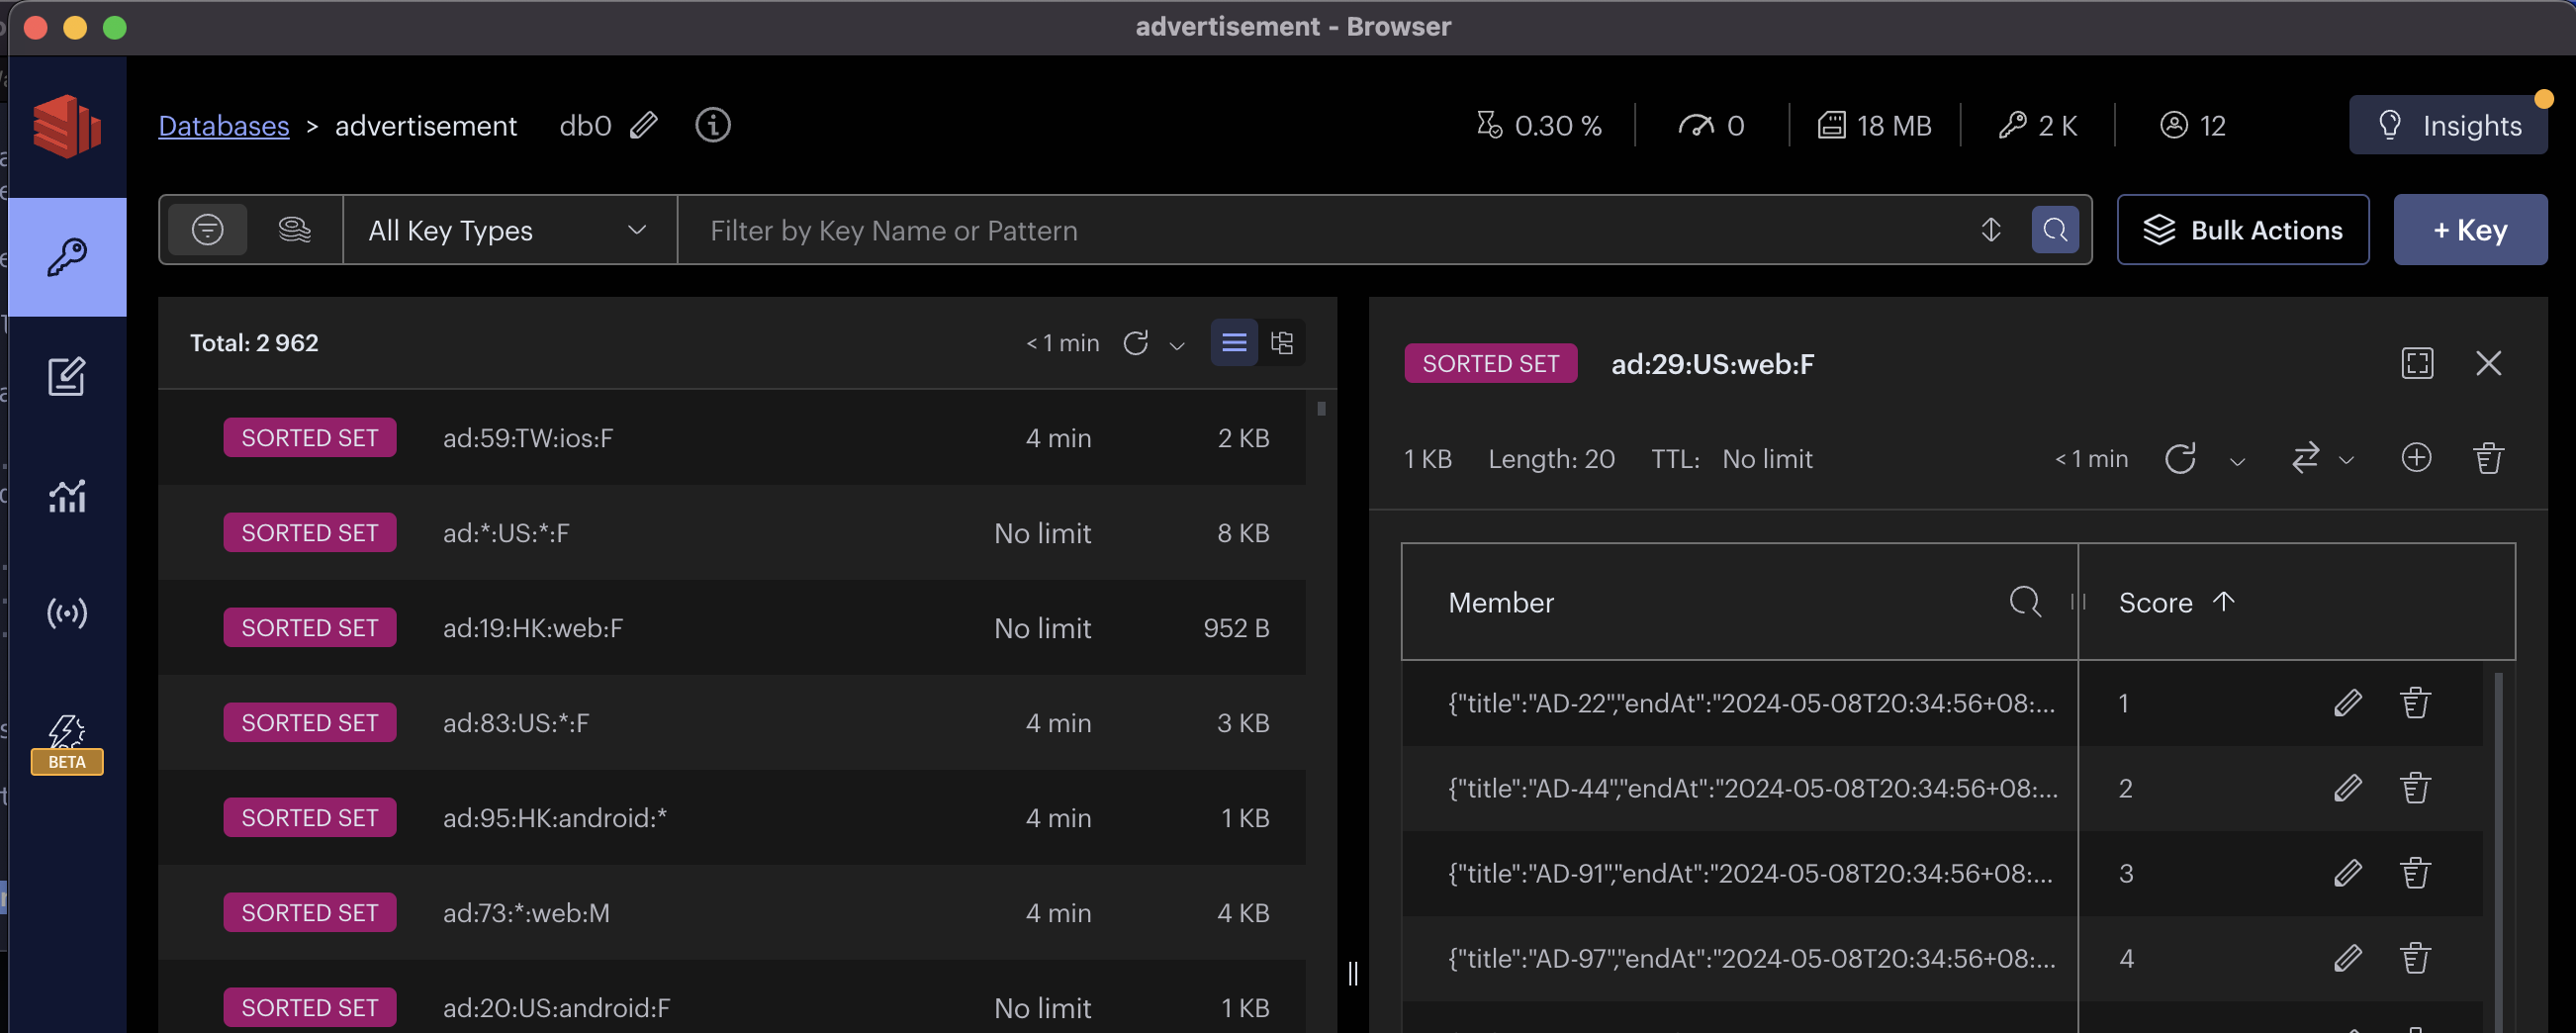 advertisement - Browser
Databases > advertisement db0 0.30 % 0 18 MB 2 K 12 Insights
All Key Types Filter by Key Name or Pattern Bulk Actions + Key
Total: 2 962 < 1 min
SORTED SET ad:59:TW:ios:F 4 min 2 KB
SORTED SET ad:*:US:*:F No limit 8 KB
SORTED SET ad:19:HK:web:F No limit 952 B
SORTED SET ad:83:US:*:F 4 min 3 KB
SORTED SET ad:95:HK:android:* 4 min 1 KB
SORTED SET ad:73:*:web:M 4 min 4 KB
SORTED SET ad:20:US:android:F No limit 1 KB
BETA
SORTED SET ad:29:US:web:F
1 KB Length: 20 TTL: No limit < 1 min
Member Score
{"title":"AD-22","endAt":"2024-05-08T20:34:56+08:... 1
{"title":"AD-44","endAt":"2024-05-08T20:34:56+08:... 2
{"title":"AD-91","endAt":"2024-05-08T20:34:56+08:... 3
{"title":"AD-97","endAt":"2024-05-08T20:34:56+08:... 4